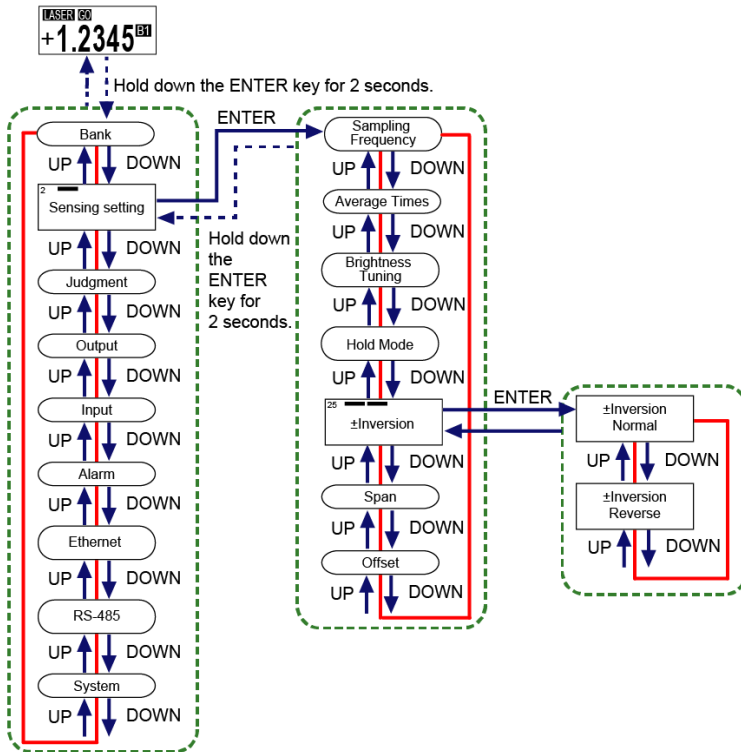 LASER GO
+1.2345 B1
Hold down the ENTER key for 2 seconds.
Bank
UP DOWN
2
Sensing setting
UP DOWN
Judgment
UP DOWN
Output
UP DOWN
Input
UP DOWN
Alarm
UP DOWN
Ethernet
UP DOWN
RS-485
UP DOWN
System
UP DOWN
ENTER
Hold down
the
ENTER
key for
2 seconds.
Sampling
Frequency
UP DOWN
Average Times
UP DOWN
Brightness
Tuning
UP DOWN
Hold Mode
UP DOWN
25
±Inversion
UP DOWN
Span
UP DOWN
Offset
UP DOWN
ENTER
±Inversion
Normal
UP DOWN
±Inversion
Reverse
UP DOWN